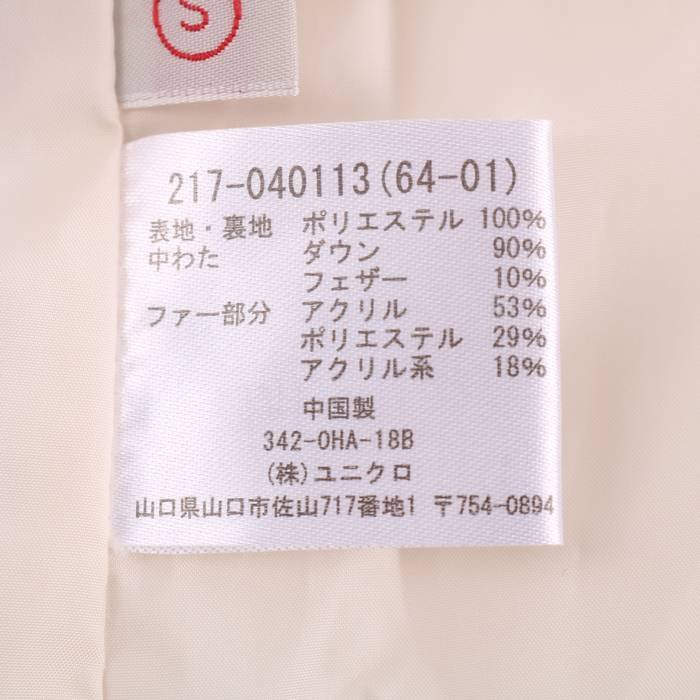 S
217-040113(64-01)
表地・裏地 ポリエステル 100%
中わた ダウン 90%
フェザー 10%
ファー部分 アクリル 53%
ポリエステル 29%
アクリル系 18%
中国製
342-0HA-18B
(株)ユニクロ
山口県山口市佐山717番地1 〒754-0894